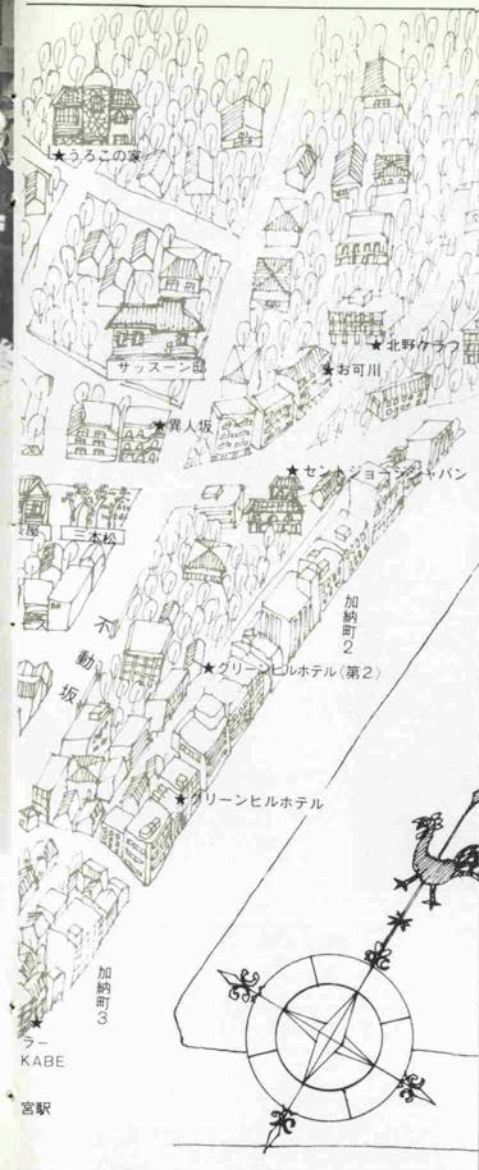 ★うろこの家
サッスーン邸
★北野クラブ
★お可川
★異人坂
★セントジョージジャパン
屋
三本松
加納町2
不動坂
★グリーンヒルホテル(第2)
★グリーンヒルホテル
加納町3
★
ラー
KABE
宮駅